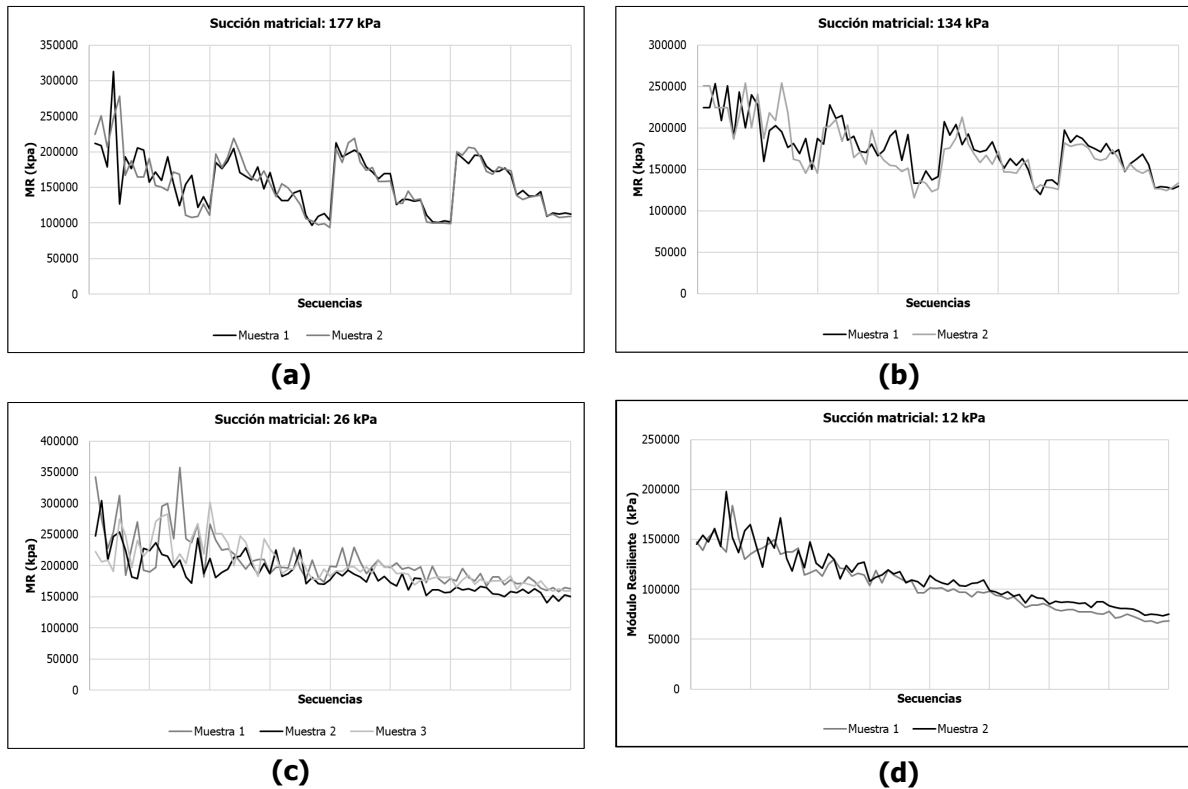 Succión matricial: 177 kPa
350000
300000
250000
200000
150000
100000
50000
0
MR (kpa)
Secuencias
Muestra 1
Muestra 2
(a)
Succión matricial: 134 kPa
300000
250000
200000
150000
100000
50000
0
MR (kpa)
Secuencias
Muestra 1
Muestra 2
(b)
Succión matricial: 26 kPa
400000
350000
300000
250000
200000
150000
100000
50000
0
MR (kpa)
Secuencias
Muestra 1
Muestra 2
Muestra 3
(c)
Succión matricial: 12 kPa
250000
200000
150000
100000
50000
0
Módulo Resiliente (kPa)
Secuencias
Muestra 1
Muestra 2
(d)